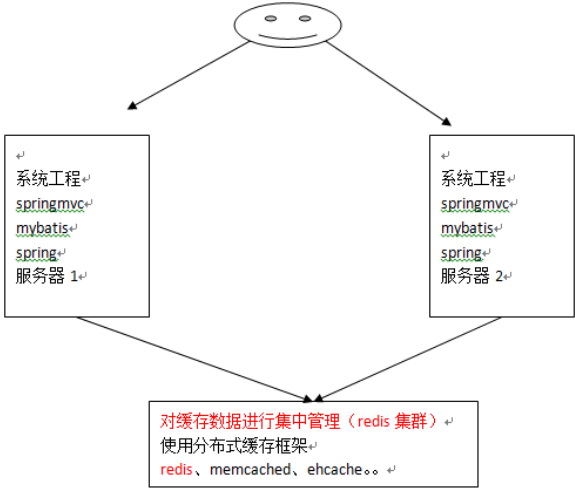 系统工程
springmvc
mybatis
spring
服务器 1
系统工程
springmvc
mybatis
spring
服务器 2
对缓存数据进行集中管理（redis 集群）
使用分布式缓存框架
redis、memcached、ehcache。。